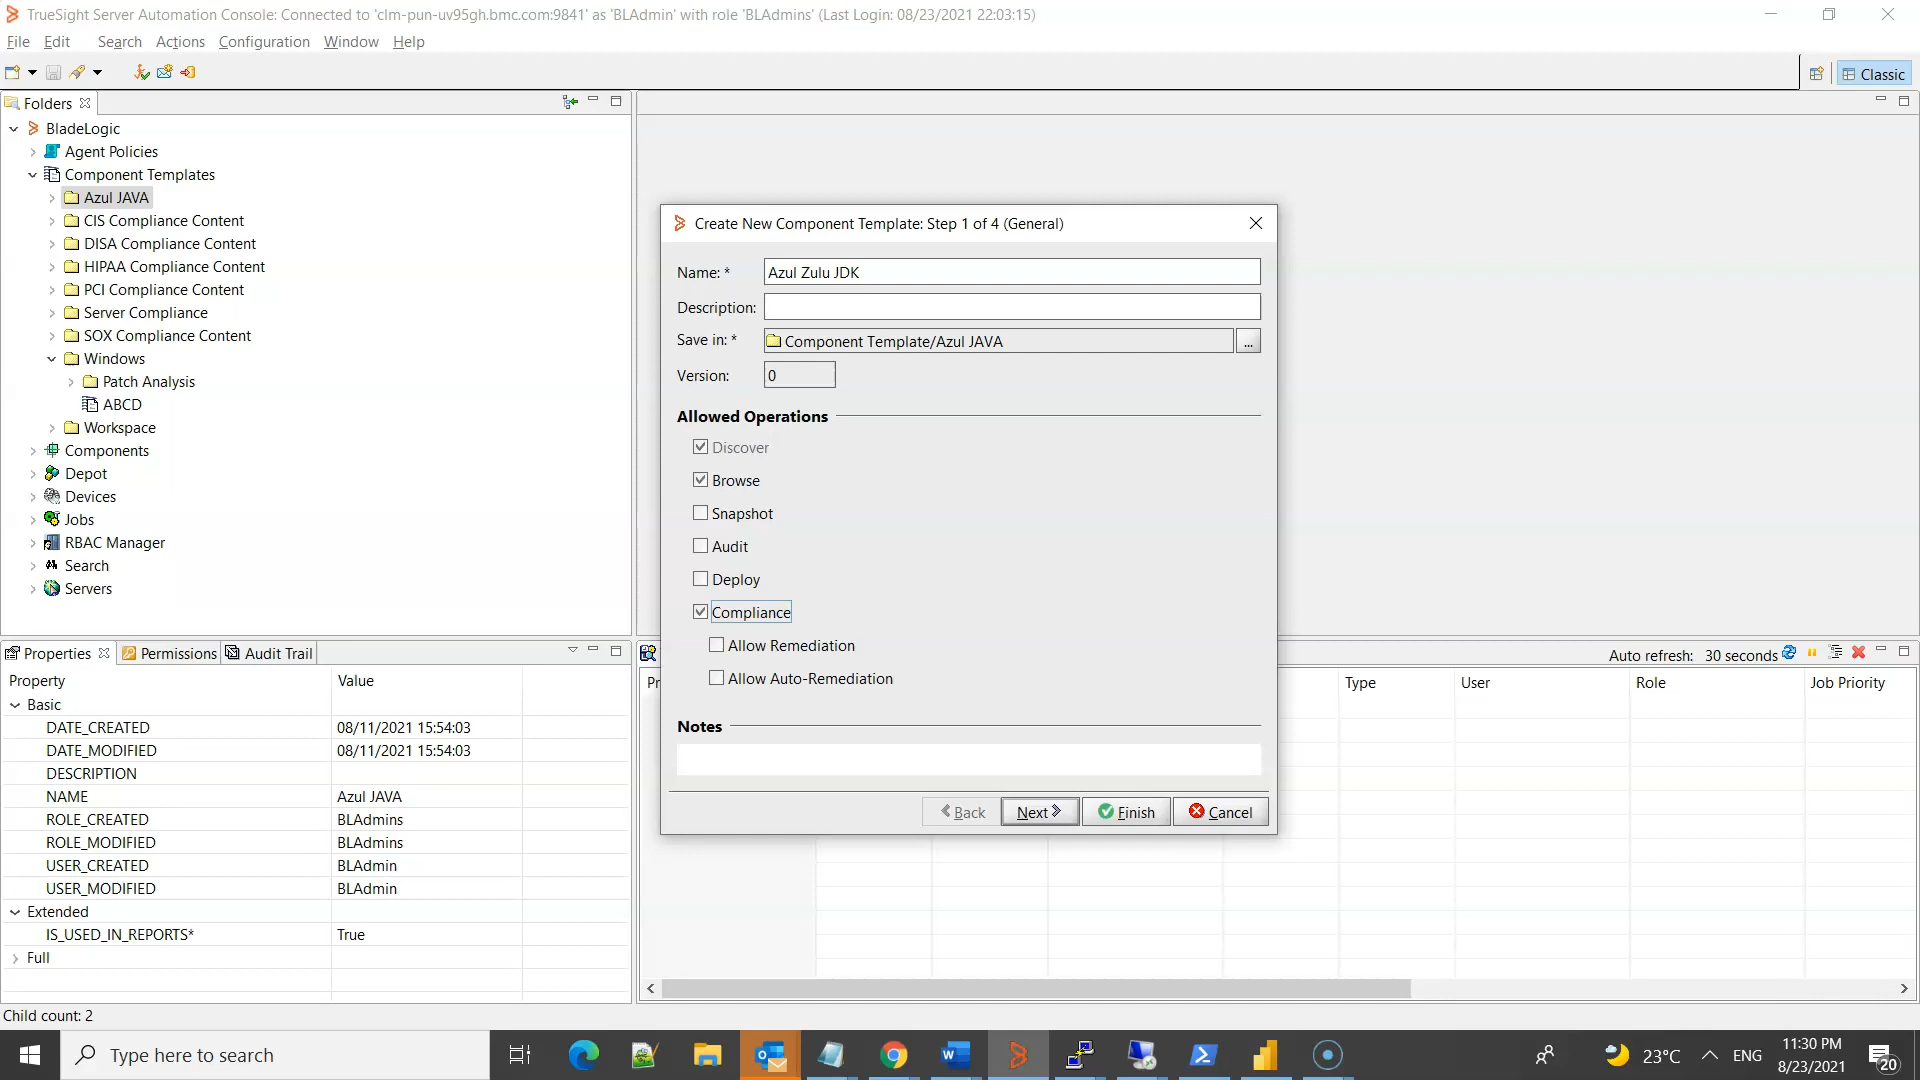 TrueSight Server Automation Console: Connected to 'clm-pun-uv95gh.bmc.com:9841' as 'BLAdmin' with role 'BLAdmins' (Last Login: 08/23/2021 22:03:15)
File Edit Search Actions Configuration Window Help
Classic
Folders
BladeLogic
Agent Policies
Component Templates
Azul JAVA
CIS Compliance Content
DISA Compliance Content
HIPAA Compliance Content
PCI Compliance Content
Server Compliance
SOX Compliance Content
Windows
Patch Analysis
ABCD
Workspace
Components
Depot
Devices
Jobs
RBAC Manager
Search
Servers
Create New Component Template: Step 1 of 4 (General)
Name: * Azul Zulu JDK
Description:
Save in: * Component Template/Azul JAVA ...
Version: 0
Allowed Operations
Discover
Browse
Snapshot
Audit
Deploy
Compliance
Allow Remediation
Allow Auto-Remediation
Notes
Back Next Finish Cancel
Properties Permissions Audit Trail
Property Value
Basic
DATE_CREATED 08/11/2021 15:54:03
DATE_MODIFIED 08/11/2021 15:54:03
DESCRIPTION
NAME Azul JAVA
ROLE_CREATED BLAdmins
ROLE_MODIFIED BLAdmins
USER_CREATED BLAdmin
USER_MODIFIED BLAdmin
Extended
IS_USED_IN_REPORTS* True
Full
Auto refresh: 30 seconds
Pr Type User Role Job Priority
Child count: 2
Type here to search
23°C ENG
11:30 PM
8/23/2021
20